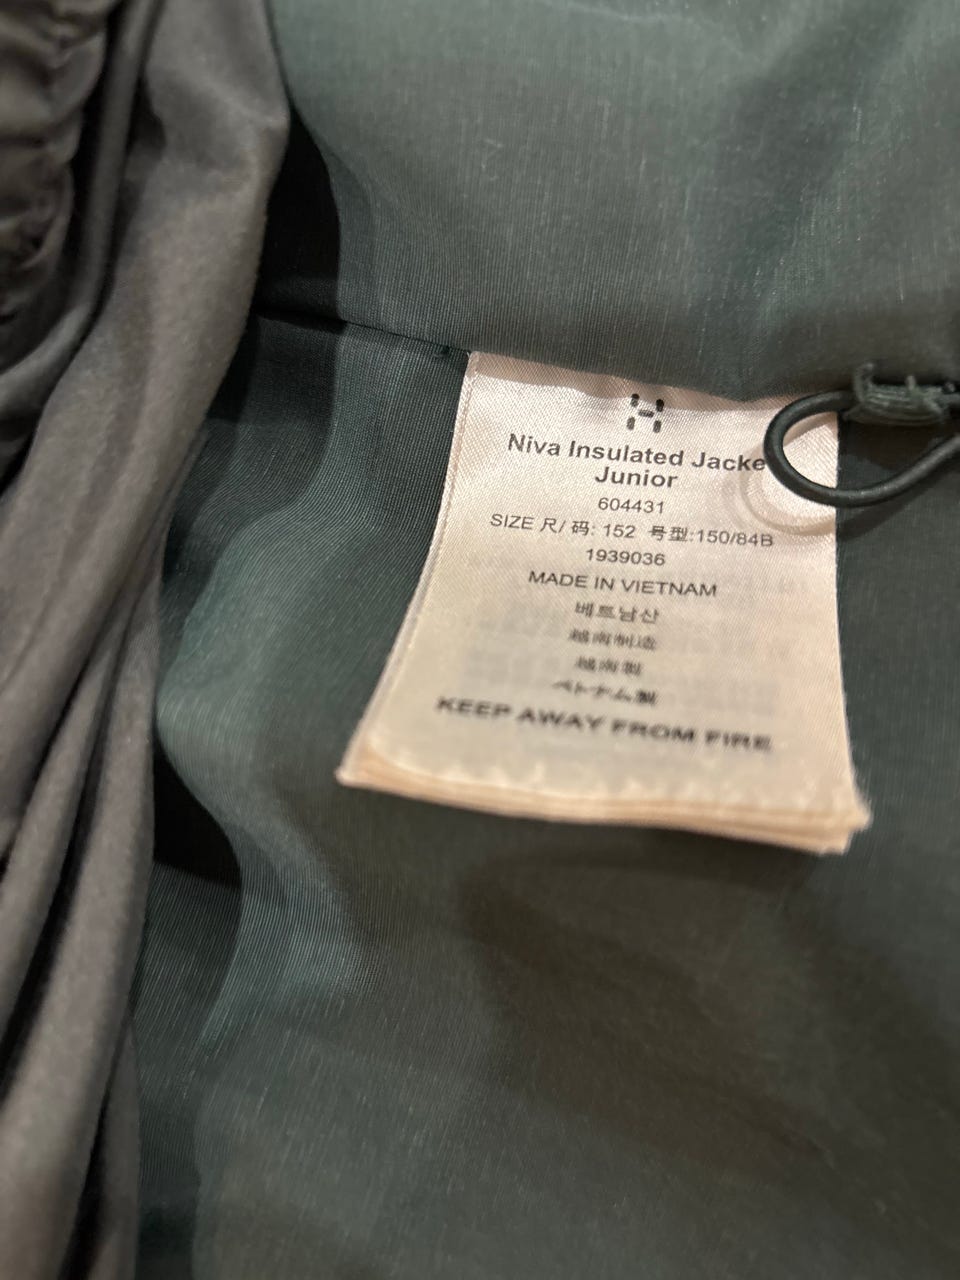 Niva Insulated Jacke
Junior
604431
SIZE 尺/ 码: 152 号型:150/84B
1939036
MADE IN VIETNAM
베트남산
越南制造
越南製
ベトナム製
KEEP AWAY FROM FIRE